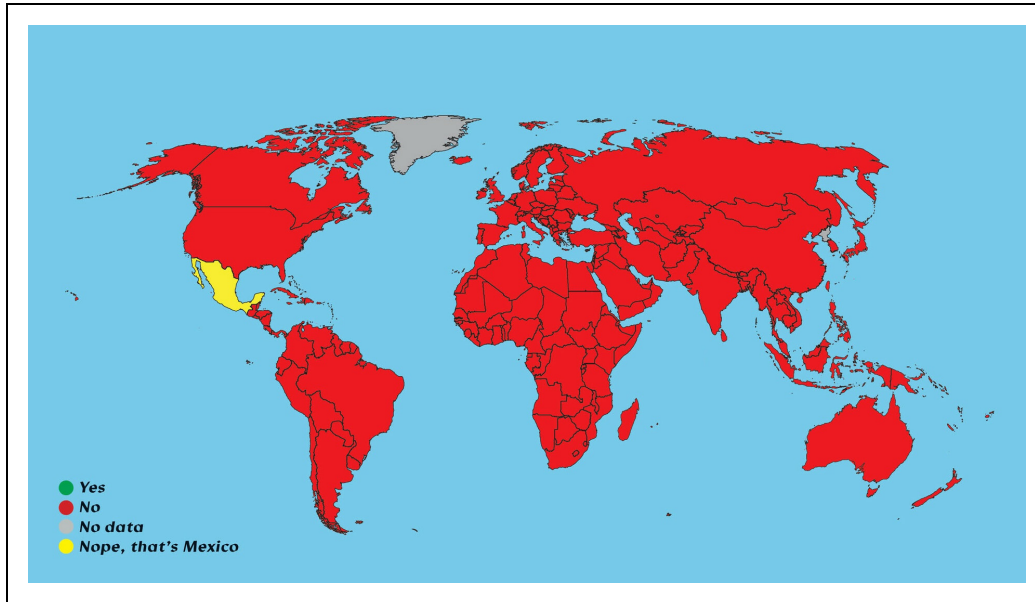 Yes
No
No data
Nope, that's Mexico